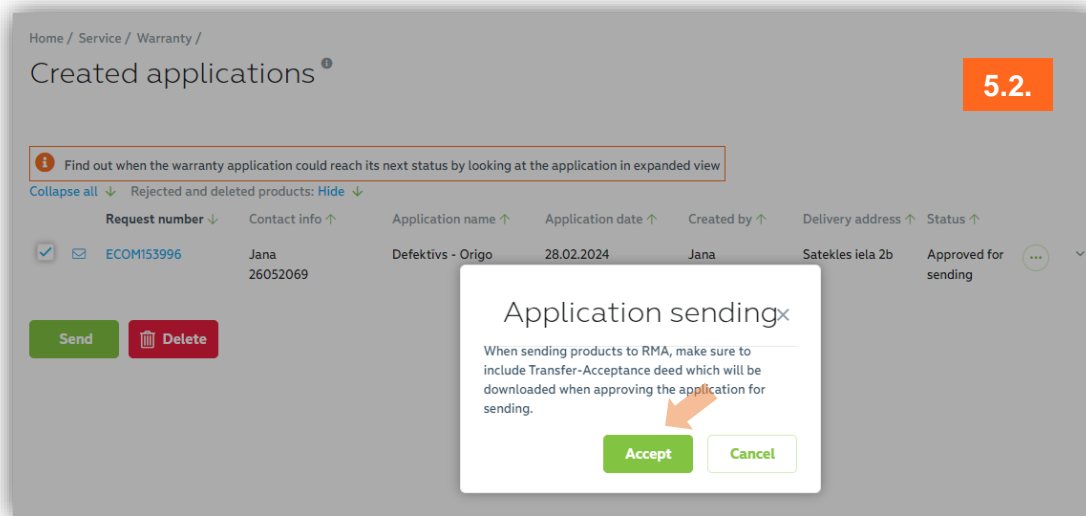 Home / Service / Warranty /
Created applications
5.2.
Find out when the warranty application could reach its next status by looking at the application in expanded view
Collapse all ↓ Rejected and deleted products: Hide ↓
Request number ↓ Contact info ↑ Application name ↑ Application date ↑ Created by ↑ Delivery address ↑ Status ↑
ECOM153996 Jana Defektivs - Origo 28.02.2024 Jana Satekles iela 2b Approved for
26052069 sending
Send Delete
Application sending ×
When sending products to RMA, make sure to
include Transfer-Acceptance deed which will be
downloaded when approving the application for
sending.
Accept Cancel